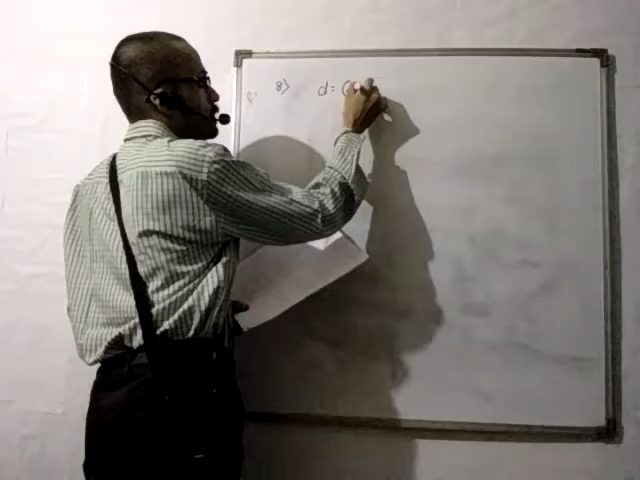 8) d =